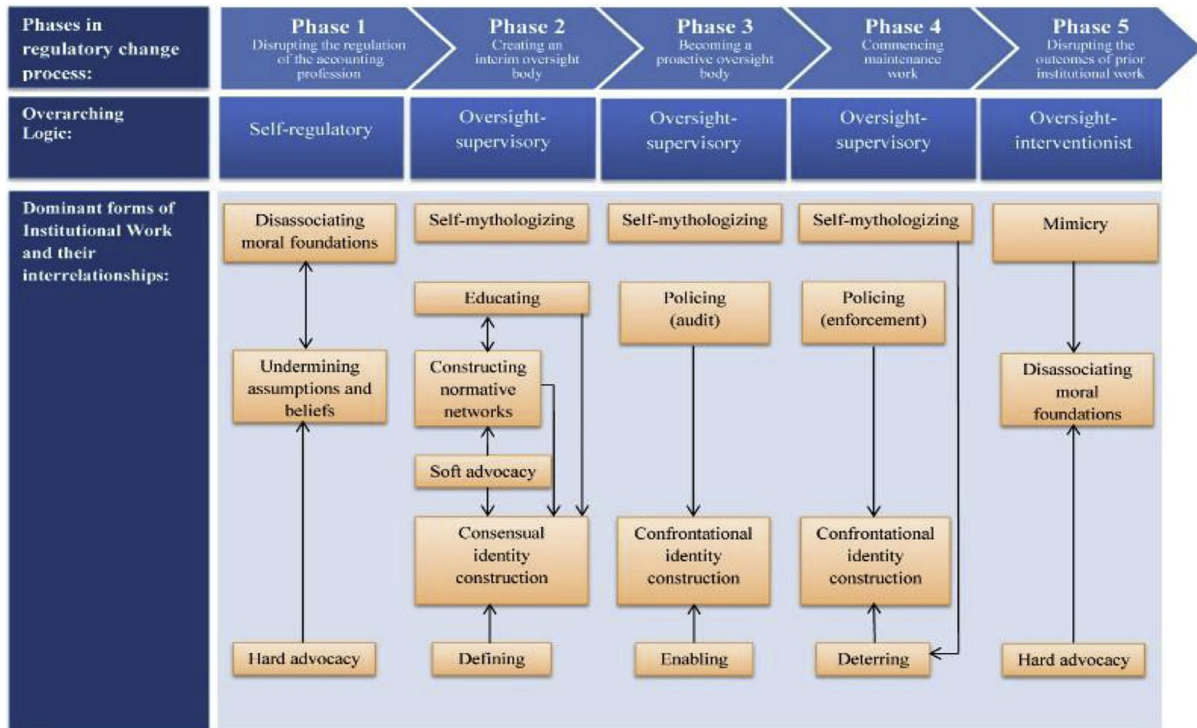 Phases in
regulatory change
process:
Phase 1
Disrupting the regulation
of the accounting
profession
Phase 2
Creating an
interim oversight
body
Phase 3
Becoming a
proactive oversight
body
Phase 4
Commencing
maintenance
work
Phase 5
Disrupting the
outcomes of prior
institutional work
Overarching
Logic:
Self-regulatory
Oversight-
supervisory
Oversight-
supervisory
Oversight-
supervisory
Oversight-
interventionist
Dominant forms of
Institutional Work
and their
interrelationships:
Disassociating
moral foundations
Undermining
assumptions and
beliefs
Hard advocacy
Self-mythologizing
Educating
Constructing
normative
networks
Soft advocacy
Consensual
identity
construction
Defining
Self-mythologizing
Policing
(audit)
Confrontational
identity
construction
Enabling
Self-mythologizing
Policing
(enforcement)
Confrontational
identity
construction
Deterring
Mimicry
Disassociating
moral
foundations
Hard advocacy